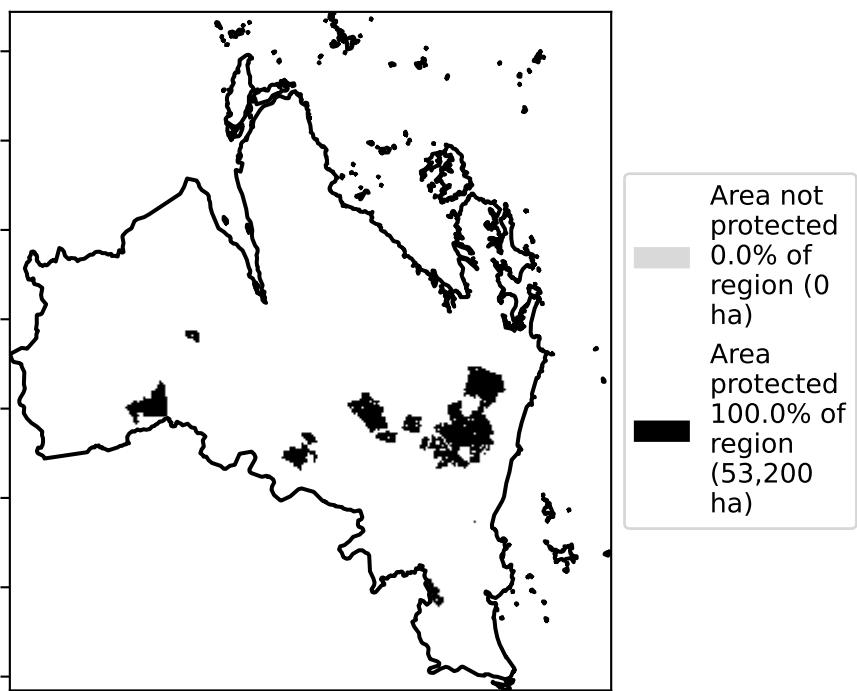 Area not
protected
0.0% of
region (0
ha)
Area
protected
100.0% of
region
(53,200
ha)